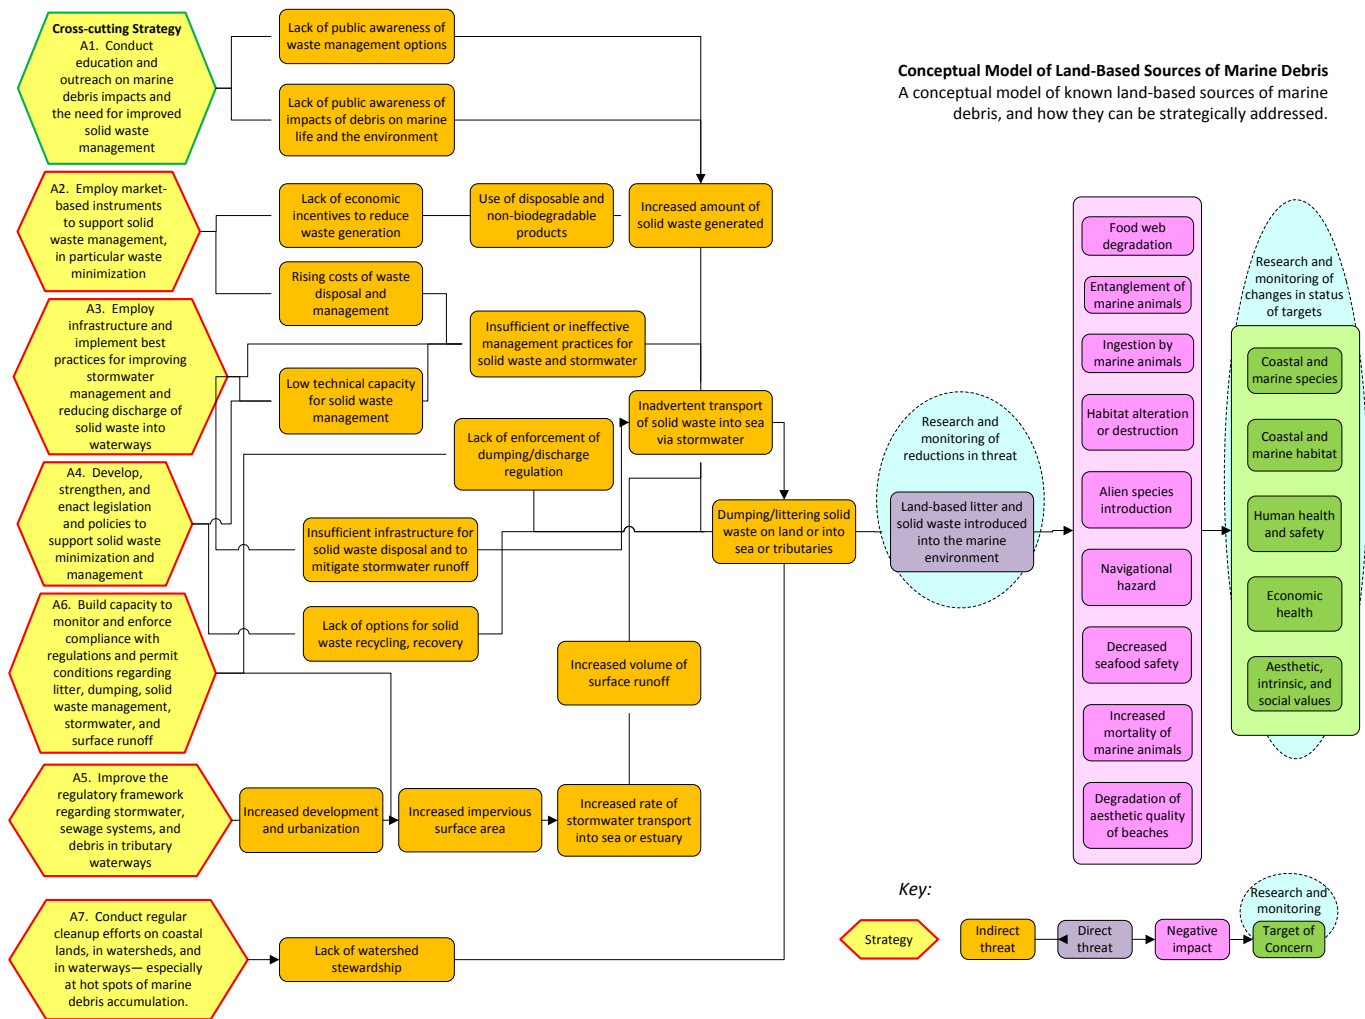 Cross-cutting Strategy
A1. Conduct
education and
outreach on marine
debris impacts and
the need for improved
solid waste
management
Lack of public awareness of
waste management options
Lack of public awareness of
impacts of debris on marine
life and the environment
Conceptual Model of Land-Based Sources of Marine Debris
A conceptual model of known land-based sources of marine
debris, and how they can be strategically addressed.
A2. Employ market-
based instruments
to support solid
waste management,
in particular waste
minimization
Lack of economic
incentives to reduce
waste generation
Use of disposable and
non-biodegradable
products
Increased amount of
solid waste generated
Rising costs of waste
disposal and
management
A3. Employ
infrastructure and
implement best
practices for improving
stormwater
management and
reducing discharge of
solid waste into
waterways
Insufficient or ineffective
management practices for
solid waste and stormwater
Low technical capacity
for solid waste
management
Inadvertent transport
of solid waste into sea
via stormwater
Lack of enforcement of
dumping/discharge
regulation
A4. Develop,
strengthen, and
enact legislation
and policies to
support solid waste
minimization and
management
Insufficient infrastructure for
solid waste disposal and to
mitigate stormwater runoff
Dumping/littering solid
waste on land or into
sea or tributaries
Lack of options for solid
waste recycling, recovery
A6. Build capacity to
monitor and enforce
compliance with
regulations and permit
conditions regarding
litter, dumping, solid
waste management,
stormwater, and
surface runoff
Increased volume of
surface runoff
A5. Improve the
regulatory framework
regarding stormwater,
sewage systems, and
debris in tributary
waterways
Increased development
and urbanization
Increased impervious
surface area
Increased rate of
stormwater transport
into sea or estuary
A7. Conduct regular
cleanup efforts on coastal
lands, in watersheds, and
in waterways— especially
at hot spots of marine
debris accumulation.
Lack of watershed
stewardship
Research and
monitoring of
reductions in threat
Land-based litter and
solid waste introduced
into the marine
environment
Food web
degradation
Entanglement of
marine animals
Ingestion by
marine animals
Habitat alteration
or destruction
Alien species
introduction
Navigational
hazard
Decreased
seafood safety
Increased
mortality of
marine animals
Degradation of
aesthetic quality
of beaches
Research and
monitoring of
changes in status
of targets
Coastal and
marine species
Coastal and
marine habitat
Human health
and safety
Economic
health
Aesthetic,
intrinsic, and
social values
Key:
Strategy
Indirect
threat
Direct
threat
Negative
impact
Research and
monitoring
Target of
Concern